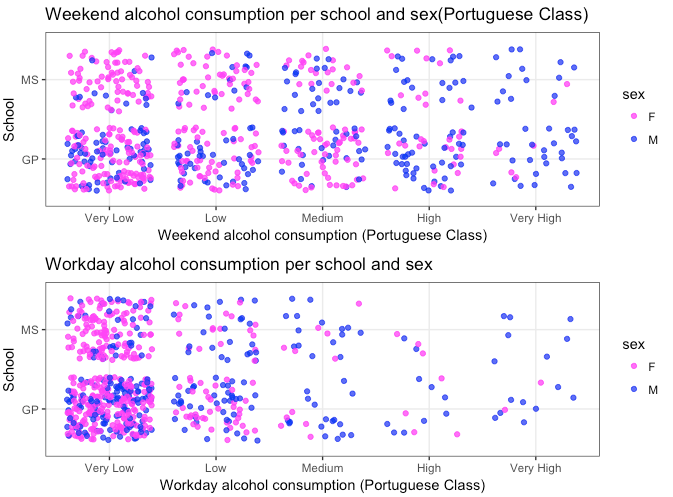 Weekend alcohol consumption per school and sex(Portuguese Class)
School
MS
GP
Very Low Low Medium High Very High
Weekend alcohol consumption (Portuguese Class)
sex
F
M
Workday alcohol consumption per school and sex
School
MS
GP
Very Low Low Medium High Very High
Workday alcohol consumption (Portuguese Class)
sex
F
M